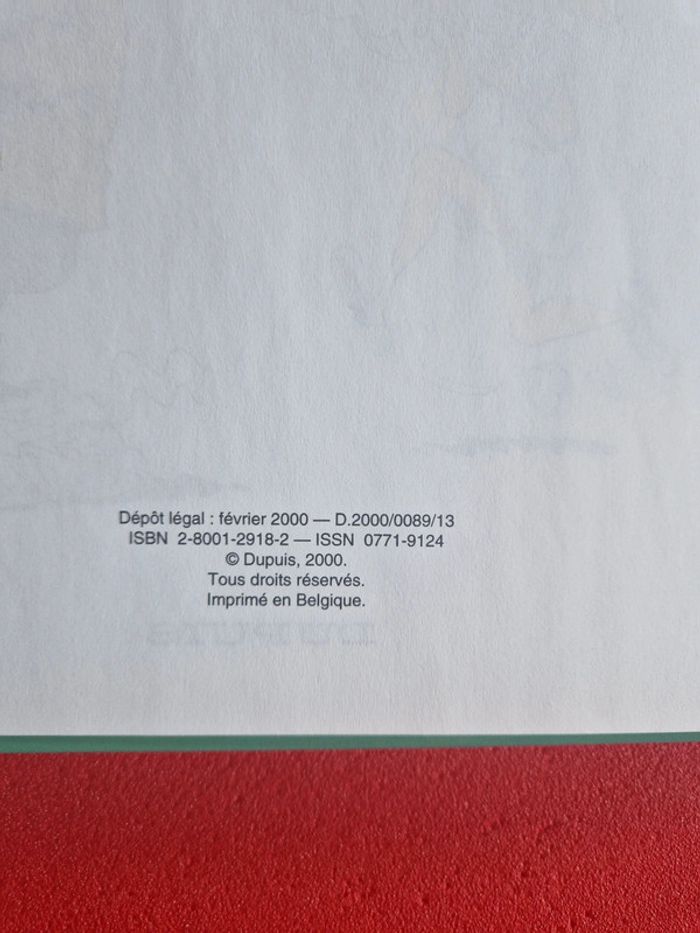 Dépôt légal : février 2000 — D.2000/0089/13
ISBN 2-8001-2918-2 — ISSN 0771-9124
© Dupuis, 2000.
Tous droits réservés.
Imprimé en Belgique.
DUPUIS